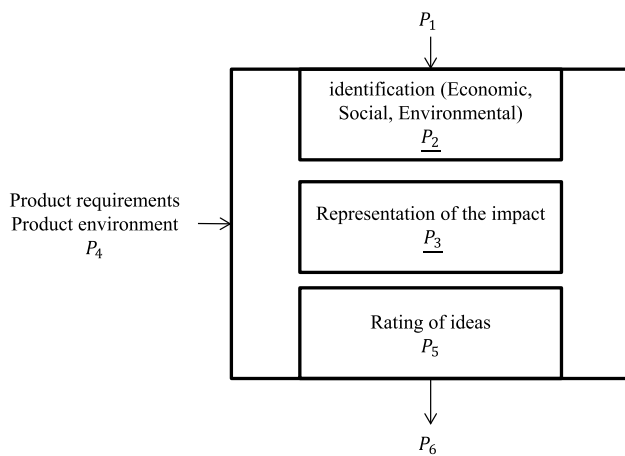 P₁
identification (Economic,
Social, Environmental)
P₂
Product requirements
Product environment
P₄
Representation of the impact
P₃
Rating of ideas
P₅
P₆